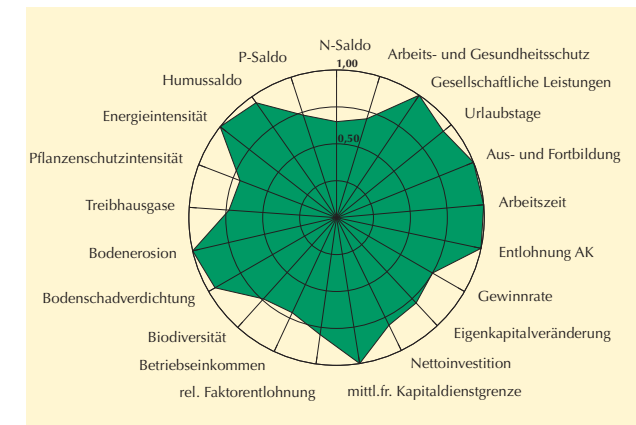 N-Saldo
1,00
0,50
Arbeits- und Gesundheitsschutz
Gesellschaftliche Leistungen
Urlaubstage
Aus- und Fortbildung
Arbeitszeit
Entlohnung AK
Gewinnrate
Eigenkapitalveränderung
Nettoinvestition
mittl.fr. Kapitaldienstgrenze
rel. Faktorentlohnung
Betriebseinkommen
Biodiversität
Bodenschadverdichtung
Bodenerosion
Treibhausgase
Pflanzenschutzintensität
Energieintensität
Humussaldo
P-Saldo